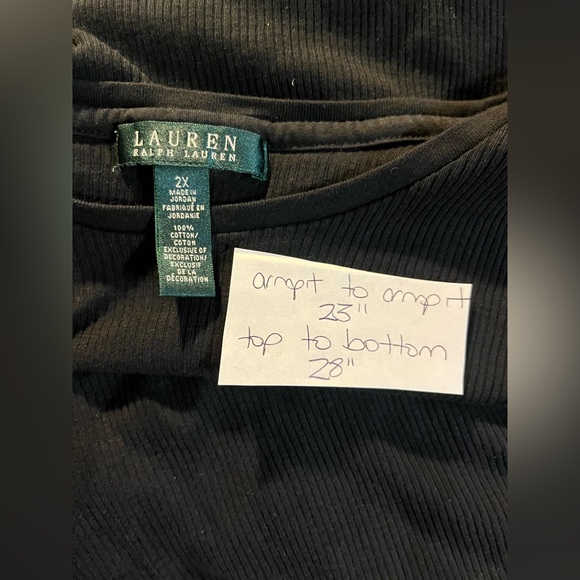 LAUREN
RALPH LAUREN
2X
MADE IN
JORDAN
FABRIQUÉ EN
JORDANIE
100%
COTTON/
COTON
EXCLUSIVE OF
DECORATION/
EXCLUSIF
DE LA
DÉCORATION
armpit to armpit
23"
top to bottom
28"